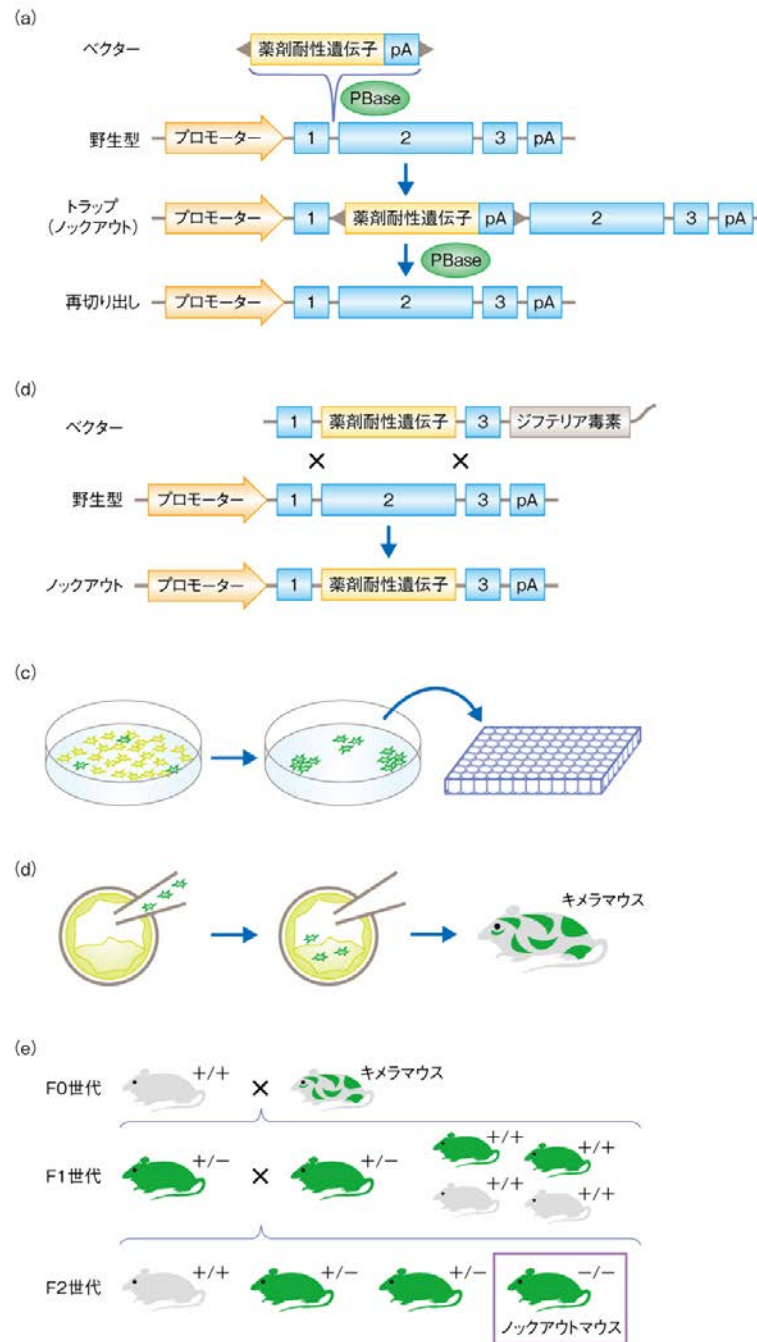 (a)
ベクター 薬剤耐性遺伝子 pA
PBase
野生型 プロモーター 1 2 3 pA
トラップ
(ノックアウト) プロモーター 1 薬剤耐性遺伝子 pA 2 3 pA
PBase
再切り出し プロモーター 1 2 3 pA
(d)
ベクター 1 薬剤耐性遺伝子 3 ジフテリア毒素
×
×
野生型 プロモーター 1 2 3 pA
ノックアウト プロモーター 1 薬剤耐性遺伝子 3 pA
(c)
(d)
キメラマウス
(e)
F0世代 +/+ × キメラマウス
F1世代 +/− × +/− +/+ +/+
+/+ +/+
F2世代 +/+ +/− +/− −/−
ノックアウトマウス